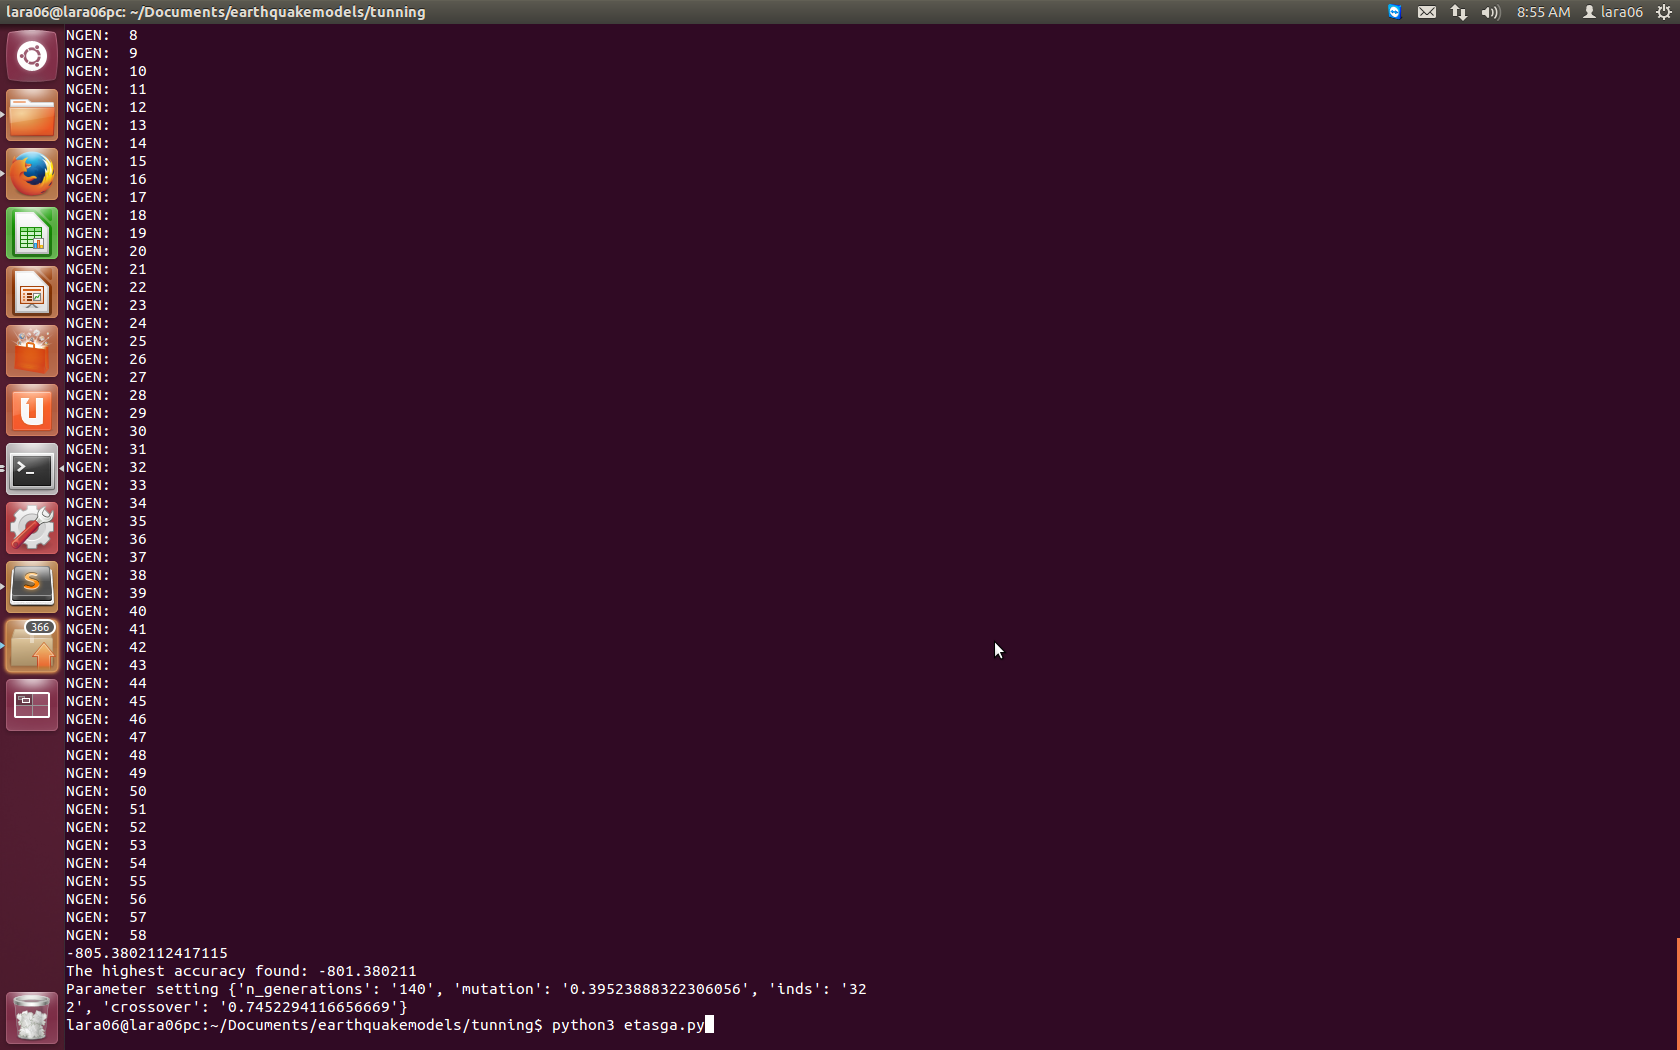 lara06@lara06pc: ~/Documents/earthquakemodels/tunning
8:55 AM
lara06
NGEN:  8
NGEN:  9
NGEN:  10
NGEN:  11
NGEN:  12
NGEN:  13
NGEN:  14
NGEN:  15
NGEN:  16
NGEN:  17
NGEN:  18
NGEN:  19
NGEN:  20
NGEN:  21
NGEN:  22
NGEN:  23
NGEN:  24
NGEN:  25
NGEN:  26
NGEN:  27
NGEN:  28
NGEN:  29
NGEN:  30
NGEN:  31
NGEN:  32
NGEN:  33
NGEN:  34
NGEN:  35
NGEN:  36
NGEN:  37
NGEN:  38
NGEN:  39
NGEN:  40
NGEN:  41
NGEN:  42
NGEN:  43
NGEN:  44
NGEN:  45
NGEN:  46
NGEN:  47
NGEN:  48
NGEN:  49
NGEN:  50
NGEN:  51
NGEN:  52
NGEN:  53
NGEN:  54
NGEN:  55
NGEN:  56
NGEN:  57
NGEN:  58
-805.3802112417115
The highest accuracy found: -801.380211
Parameter setting {'n_generations': '140', 'mutation': '0.39523888322306056', 'inds': '32
2', 'crossover': '0.7452294116656669'}
lara06@lara06pc:~/Documents/earthquakemodels/tunning$ python3 etasga.py
366